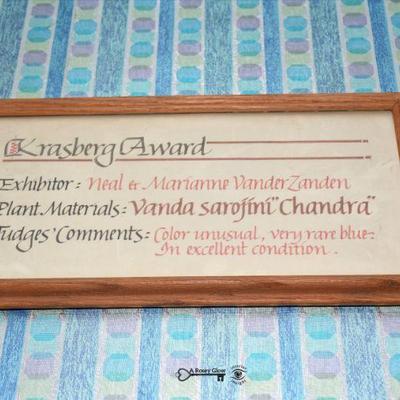 Krasberg Award
Exhibitor: Neal & Marianne VanderZanden
Plant Materials: Vanda sarojini "Chandra"
Judges' Comments: Color unusual, very rare blue.
In excellent condition.
A Rosey Glow